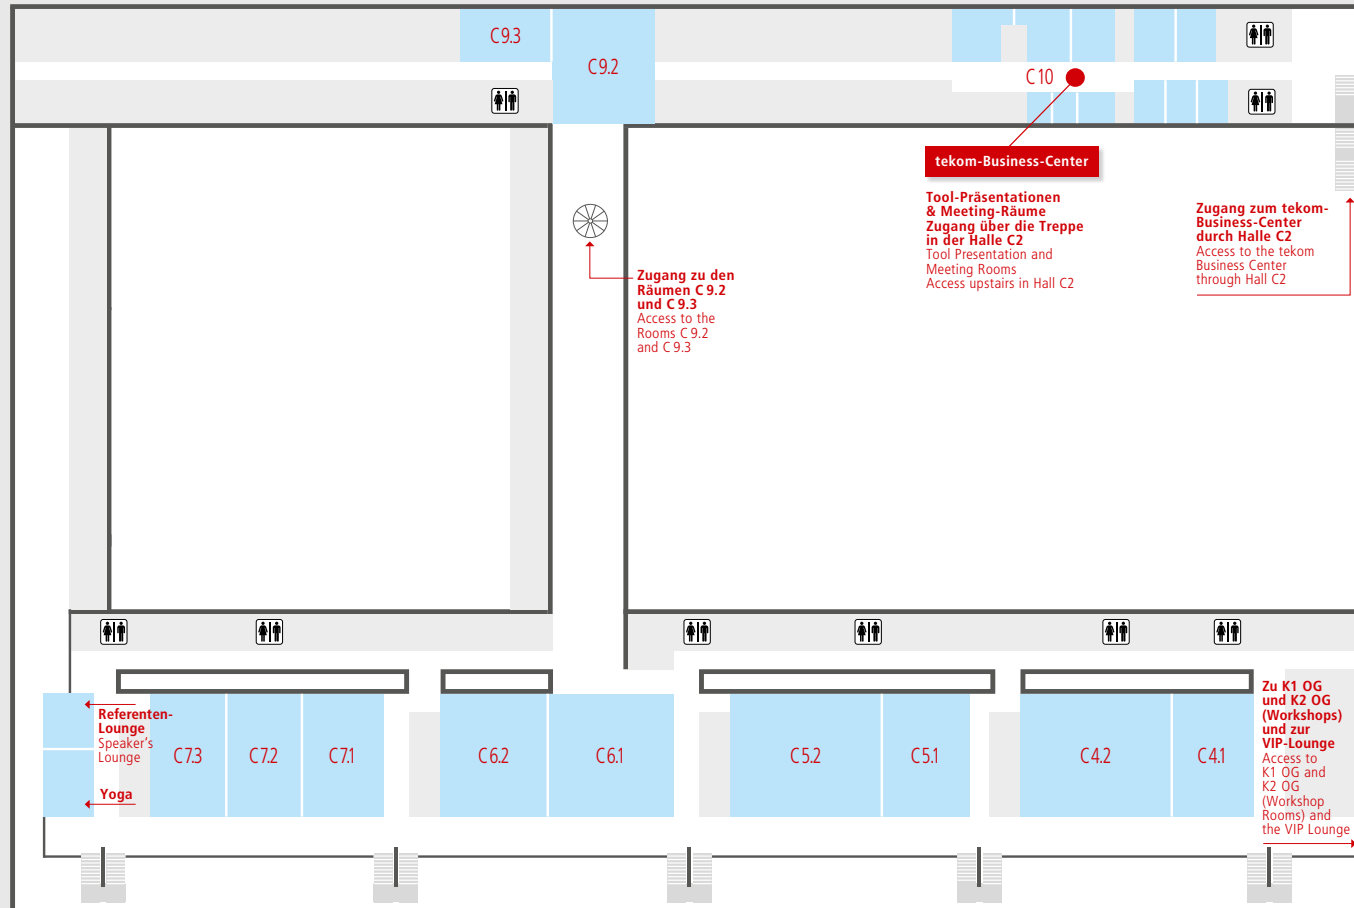 C 9.3
C 9.2
C 10
tekom-Business-Center
Tool-Präsentationen
& Meeting-Räume
Zugang über die Treppe
in der Halle C2
Tool Presentation and
Meeting Rooms
Access upstairs in Hall C2
Zugang zum tekom-
Business-Center
durch Halle C2
Access to the tekom
Business Center
through Hall C2
Zugang zu den
Räumen C 9.2
und C 9.3
Access to the
Rooms C 9.2
and C 9.3
Referenten-
Lounge
Speaker's
Lounge
Yoga
C7.3
C7.2
C7.1
C6.2
C6.1
C5.2
C5.1
C4.2
C4.1
Zu K1 OG
und K2 OG
(Workshops)
und zur
VIP-Lounge
Access to
K1 OG and
K2 OG
(Workshop
Rooms) and
the VIP Lounge